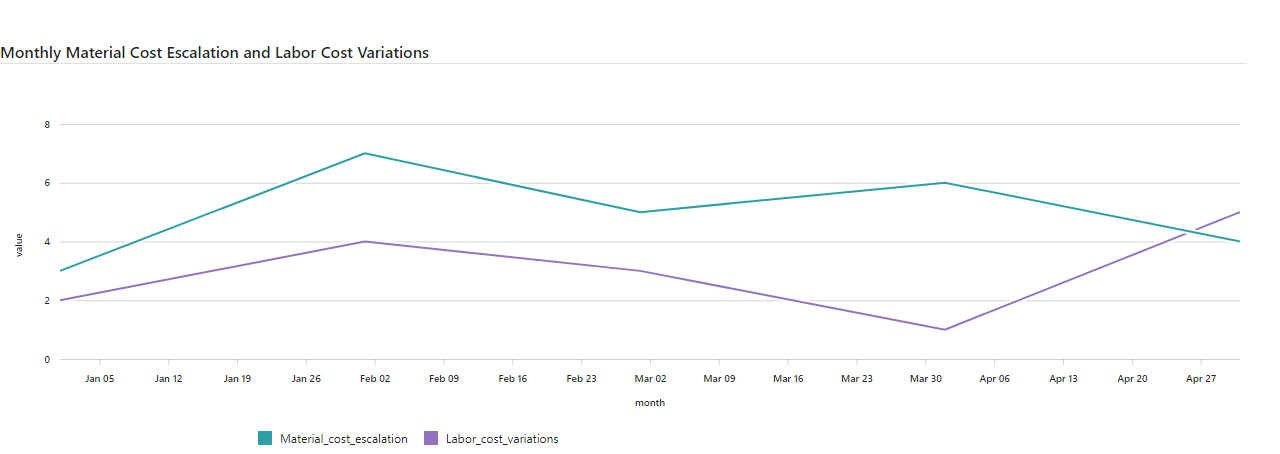 Monthly Material Cost Escalation and Labor Cost Variations
8
6
4
2
0
value
Jan 05 Jan 12 Jan 19 Jan 26 Feb 02 Feb 09 Feb 16 Feb 23 Mar 02 Mar 09 Mar 16 Mar 23 Mar 30 Apr 06 Apr 13 Apr 20 Apr 27
month
Material_cost_escalation Labor_cost_variations